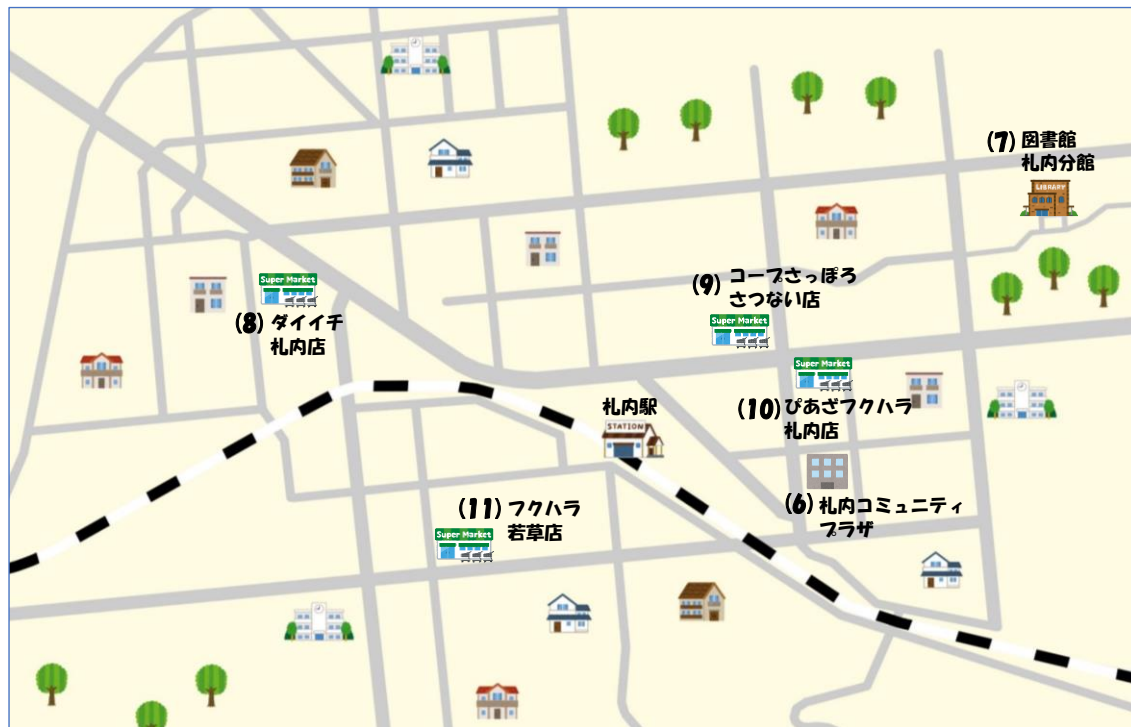 (7) 図書館
札内分館
LIBRARY
(9) コープさっぽろ
さつない店
Super Market
Super Market
(8) ダイイチ
札内店
Super Market
(10) ぴあざフクハラ
札内店
札内駅
STATION
(6) 札内コミュニティ
プラザ
(11) フクハラ
若草店
Super Market